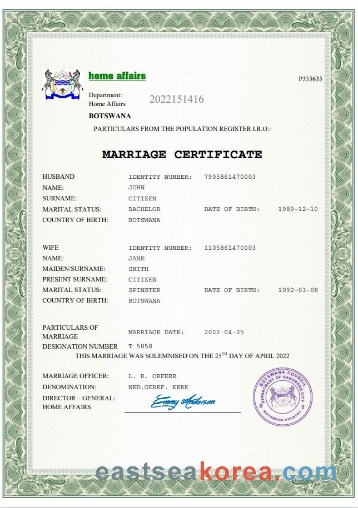 home affairs
P353635
Department:
Home Affairs
2022151416
BOTSWANA
PARTICULARS FROM THE POPULATION REGISTER I.R.O.:
MARRIAGE CERTIFICATE
HUSBAND IDENTITY NUMBER: 7905861470003
NAME: JOHN
SURNAME: CITIZEN
MARITAL STATUS: BACHELOR DATE OF BIRTH: 1989-12-10
COUNTRY OF BIRTH: BOTSWANA
WIFE IDENTITY NUMBER: 1105861470003
NAME: JANE
MAIDEN/SURNAME: SMITH
PRESENT SURNAME: CITIZEN
MARITAL STATUS: SPINSTER DATE OF BIRTH: 1992-03-08
COUNTRY OF BIRTH: BOTSWANA
PARTICULARS OF
MARRIAGE MARRIAGE DATE: 2022-04-25
DESIGNATION NUMBER T 5858
THIS MARRIAGE WAS SOLEMNISED ON THE 25TH DAY OF APRIL 2022
MARRIAGE OFFICER: L. R. ORFERR
DENOMINATION: NED.GEREF. KERK
DIRECTOR – GENERAL:
HOME AFFAIRS
Emmy Anderson
eastseakorea.com